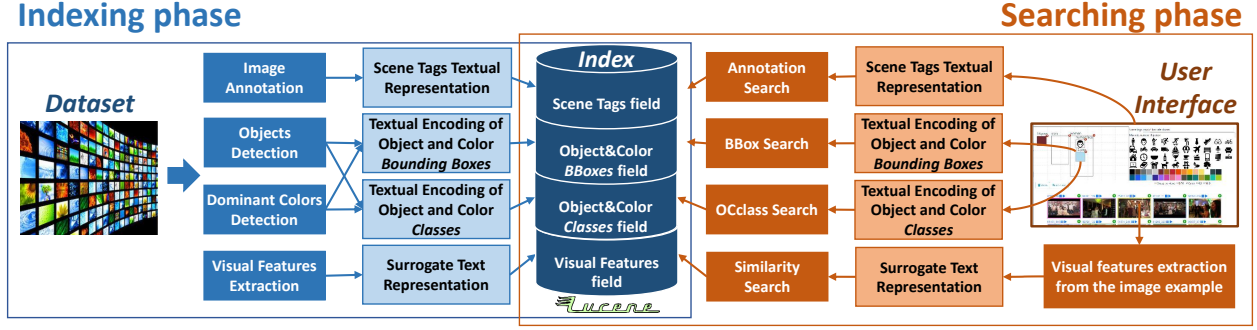 Indexing phase
Searching phase
Dataset
Image
Annotation
Objects
Detection
Dominant Colors
Detection
Visual Features
Extraction
Scene Tags Textual
Representation
Textual Encoding of
Object and Color
Bounding Boxes
Textual Encoding of
Object and Color
Classes
Surrogate Text
Representation
Index
Scene Tags field
Object&Color
BBoxes field
Object&Color
Classes field
Visual Features
field
Lucene
Annotation
Search
BBox Search
OCclass Search
Similarity
Search
Scene Tags Textual
Representation
Textual Encoding of
Object and Color
Bounding Boxes
Textual Encoding of
Object and Color
Classes
Surrogate Text
Representation
User
Interface
Visual features extraction
from the image example